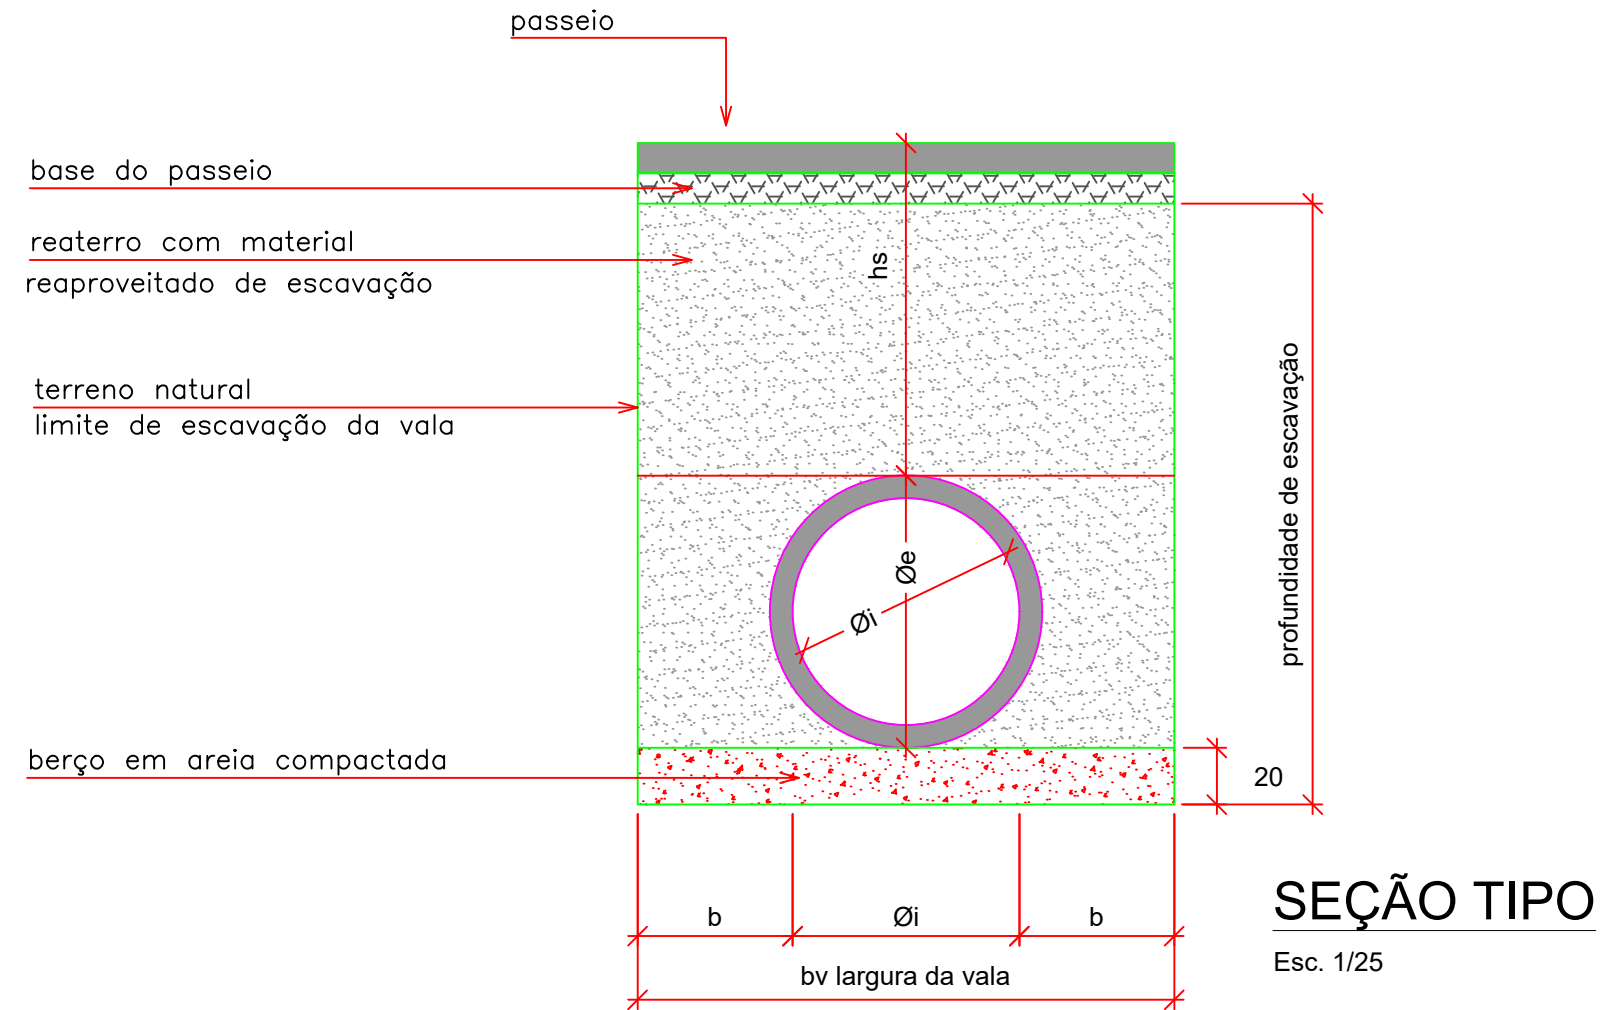 passeio
base do passeio
reaterro com material
reaproveitado de escavação
hs
terreno natural
limite de escavação da vala
profundidade de escavação
Øe
Øi
berço em areia compactada
20
b
Øi
b
bv largura da vala
SEÇÃO TIPO
Esc. 1/25